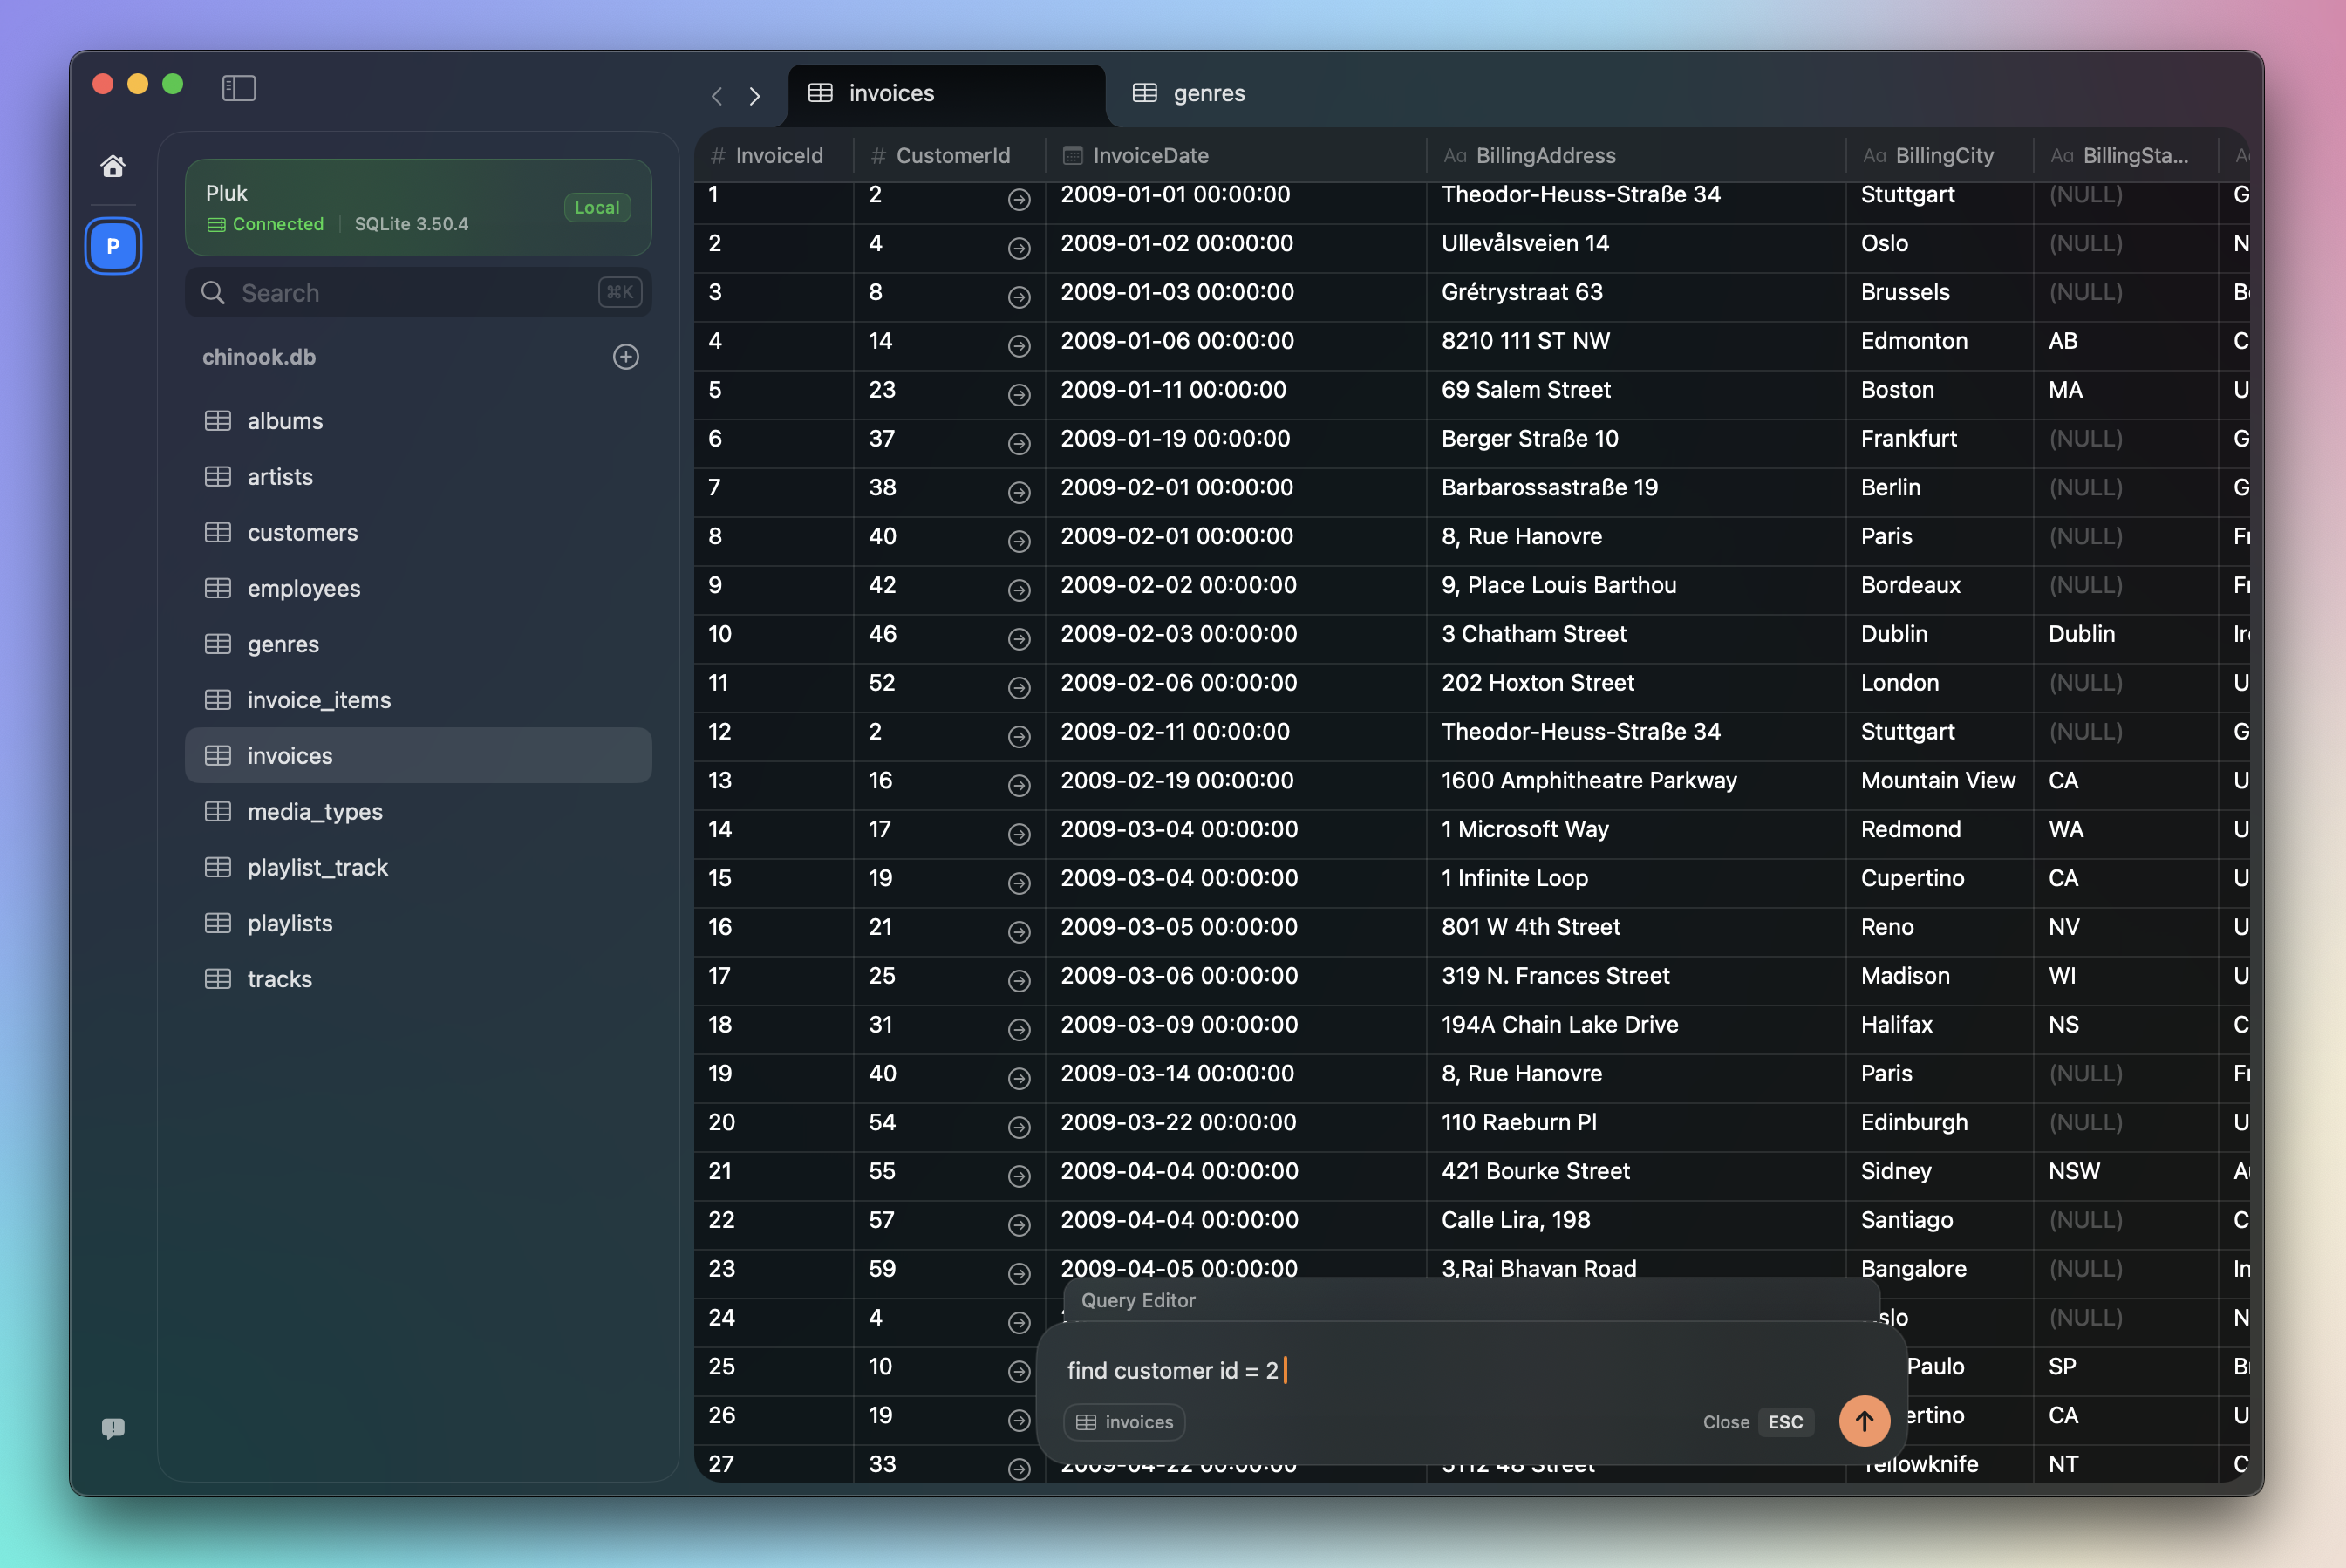 invoices
genres
P
Pluk
Connected
SQLite 3.50.4
Local
Search
⌘K
chinook.db
albums
artists
customers
employees
genres
invoice_items
invoices
media_types
playlist_track
playlists
tracks
# InvoiceId # CustomerId InvoiceDate Aa BillingAddress Aa BillingCity Aa BillingSta...
1 2 2009-01-01 00:00:00 Theodor-Heuss-Straße 34 Stuttgart (NULL) G
2 4 2009-01-02 00:00:00 Ullevålsveien 14 Oslo (NULL) N
3 8 2009-01-03 00:00:00 Grétrystraat 63 Brussels (NULL)
4 14 2009-01-06 00:00:00 8210 111 ST NW Edmonton AB C
5 23 2009-01-11 00:00:00 69 Salem Street Boston MA U
6 37 2009-01-19 00:00:00 Berger Straße 10 Frankfurt (NULL) G
7 38 2009-02-01 00:00:00 Barbarossastraße 19 Berlin (NULL) G
8 40 2009-02-01 00:00:00 8, Rue Hanovre Paris (NULL)
9 42 2009-02-02 00:00:00 9, Place Louis Barthou Bordeaux (NULL)
10 46 2009-02-03 00:00:00 3 Chatham Street Dublin Dublin
11 52 2009-02-06 00:00:00 202 Hoxton Street London (NULL) U
12 2 2009-02-11 00:00:00 Theodor-Heuss-Straße 34 Stuttgart (NULL) G
13 16 2009-02-19 00:00:00 1600 Amphitheatre Parkway Mountain View CA U
14 17 2009-03-04 00:00:00 1 Microsoft Way Redmond WA U
15 19 2009-03-04 00:00:00 1 Infinite Loop Cupertino CA U
16 21 2009-03-05 00:00:00 801 W 4th Street Reno NV U
17 25 2009-03-06 00:00:00 319 N. Frances Street Madison WI U
18 31 2009-03-09 00:00:00 194A Chain Lake Drive Halifax NS C
19 40 2009-03-14 00:00:00 8, Rue Hanovre Paris (NULL)
20 54 2009-03-22 00:00:00 110 Raeburn Pl Edinburgh (NULL) U
21 55 2009-04-04 00:00:00 421 Bourke Street Sidney NSW
22 57 2009-04-04 00:00:00 Calle Lira, 198 Santiago (NULL) C
23 59 2009-04-05 00:00:00 3,Raj Bhavan Road Bangalore (NULL) In
24 4 slo (NULL) N
25 10 Paulo SP
26 19 ertino CA U
27 33 2009-04-22 00:00:00 5112 48 Street Yellowknife NT C
Query Editor
find customer id = 2
invoices
Close ESC